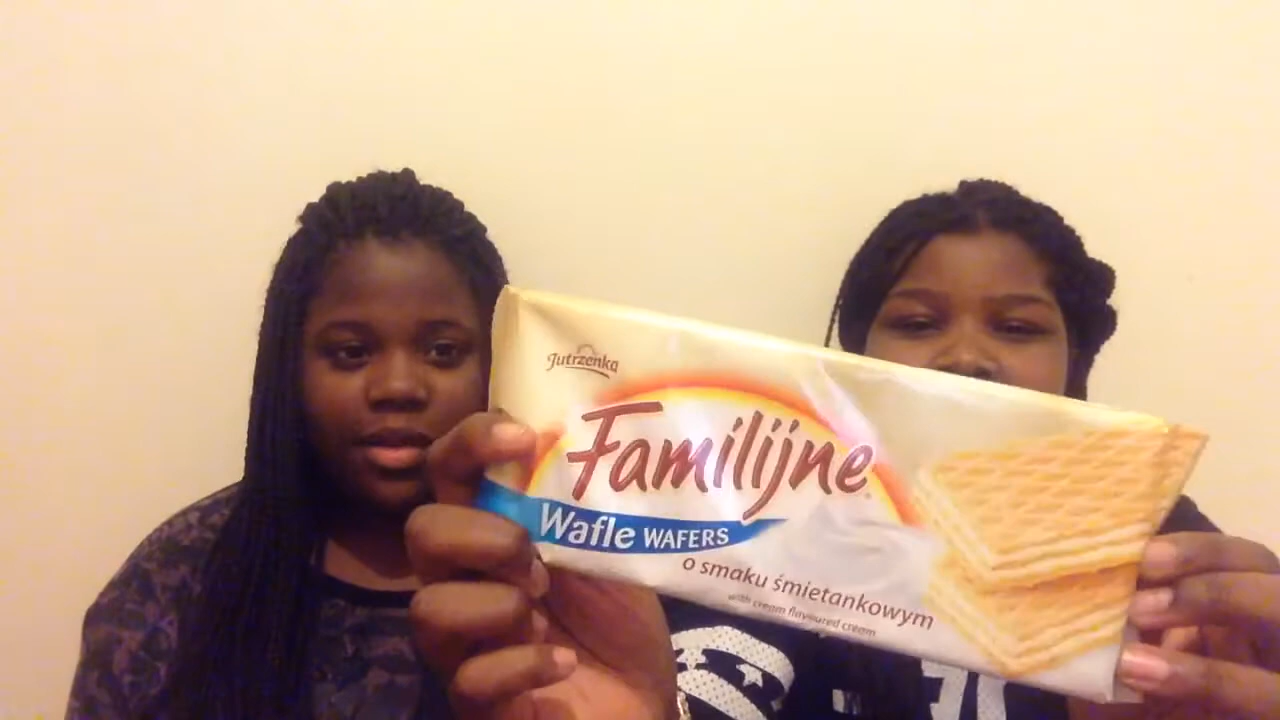 Jutrzenka
Familijne
Wafle WAFERS
o smaku śmietankowym
with cream flavoured cream